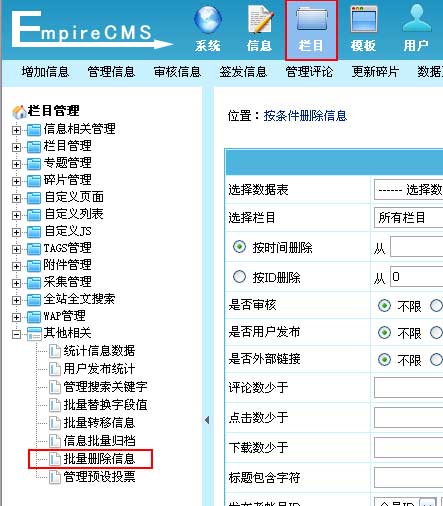 EmpireCMS
系统 信息 栏目 模板 用户
增加信息 管理信息 审核信息 签发信息 管理评论 更新碎片 数据
栏目管理
信息相关管理
栏目管理
专题管理
碎片管理
自定义页面
自定义列表
自定义JS
TAGS管理
附件管理
采集管理
全站全文搜索
WAP管理
其他相关
统计信息数据
用户发布统计
管理搜索关键字
批量替换字段值
批量转移信息
信息批量归档
批量删除信息
管理预设投票
位置：按条件删除信息
选择数据表 ------ 选择数
选择栏目 所有栏目
按时间删除 从
按ID删除 从 0
是否审核 不限
是否用户发布 不限
是否外部链接 不限
评论数少于
点击数少于
下载数少于
标题包含字符